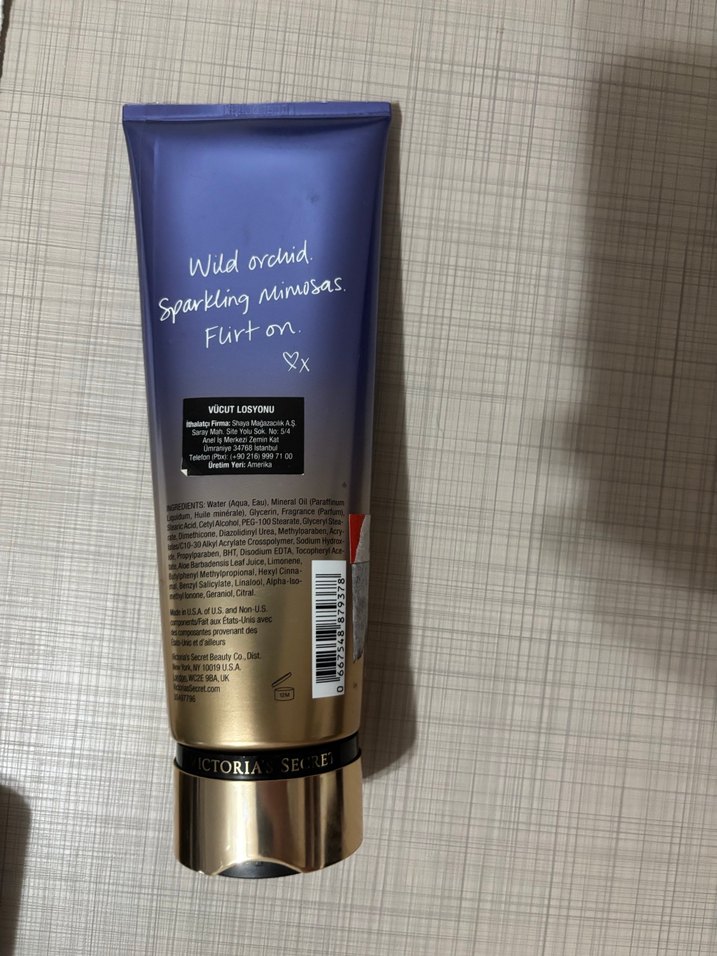 Wild orchid.
Sparkling Mimosas.
Flirt on.
♡x
VÜCUT LOSYONU
İthalatçı Firma: Shaya Mağazacılık A.Ş.
Saray Mah. Site Yolu Sok. No: 5/4
Anel İş Merkezi Zemin Kat
Ümraniye 34768 İstanbul
Telefon (Pbx): (+90 216) 999 71 00
Üretim Yeri: Amerika
INGREDIENTS: Water (Aqua, Eau), Mineral Oil (Paraffinum
Liquidum, Huile minérale), Glycerin, Fragrance (Parfum),
Stearic Acid, Cetyl Alcohol, PEG-100 Stearate, Glyceryl Stea-
rate, Dimethicone, Diazolidinyl Urea, Methylparaben, Acry-
lates/C10-30 Alkyl Acrylate Crosspolymer, Sodium Hydrox-
ide, Propylparaben, BHT, Disodium EDTA, Tocopheryl Ace-
tate, Aloe Barbadensis Leaf Juice, Limonene,
Butylphenyl Methylpropional, Hexyl Cinna-
mal, Benzyl Salicylate, Linalool, Alpha-Iso-
methyl Ionone, Geraniol, Citral.
Made in U.S.A. of U.S. and Non-U.S.
components/Fait aux États-Unis avec
des composantes provenant des
États-Unic et d'ailleurs
Victoria's Secret Beauty Co., Dist.
New York, NY 10019 U.S.A.
London, WC2E 9BA, UK
VictoriasSecret.com
12M
0 667548 879378
VICTORIA'S SECRET